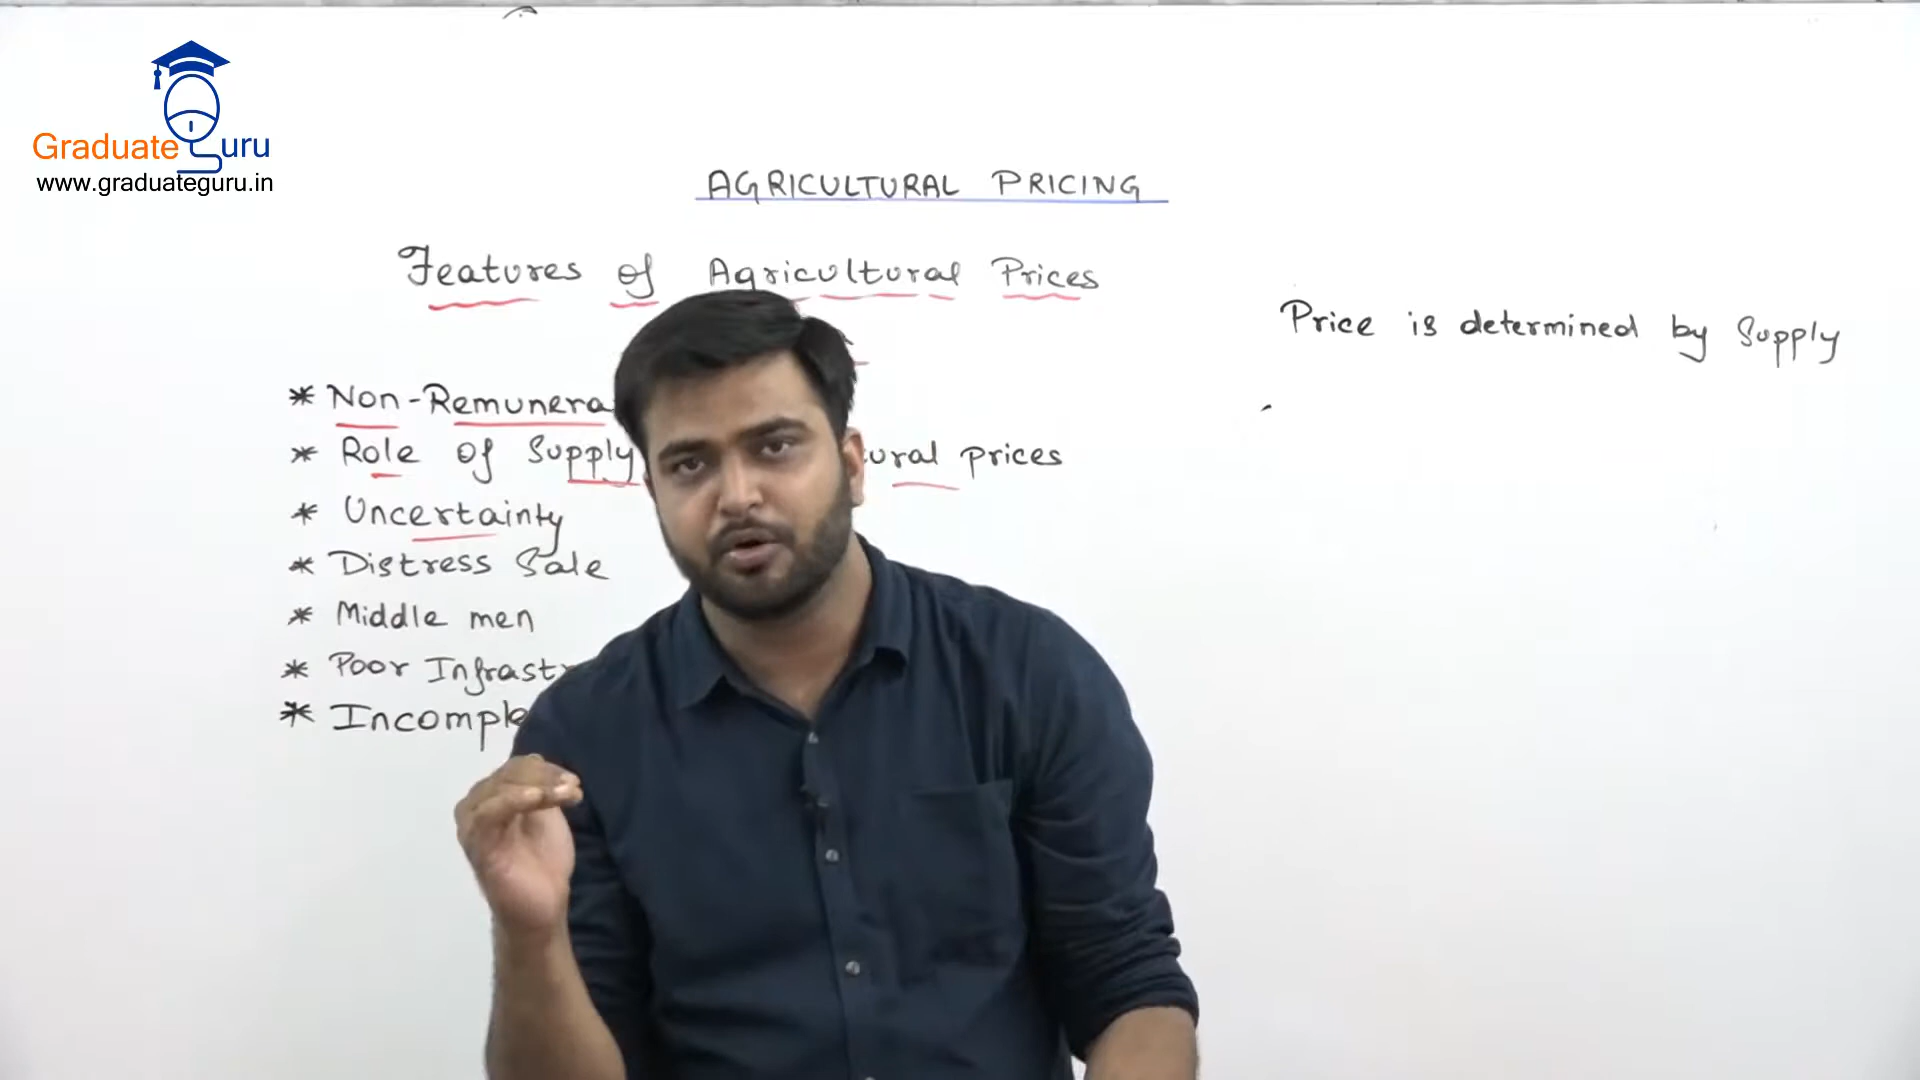 Graduate Guru
www.graduateguru.in
AGRICULTURAL PRICING
Features of Agricultural Prices
* Non-Remunera
* Role of Supply ural prices
* Uncertainty
* Distress Sale
* Middle men
* Poor Infrast
* Incomple
Price is determined by Supply